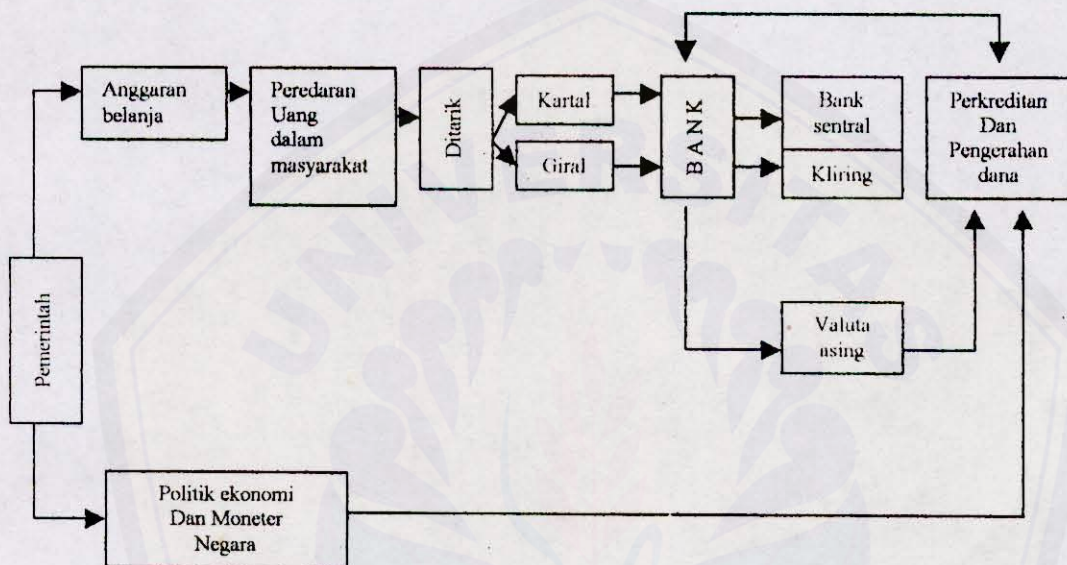 Anggaran
belanja
Peredaran
Uang
dalam
masyarakat
Ditarik
Kartal
Giral
BANK
Bank
sentral
Kliring
Perkreditan
Dan
Pengerahan
dana
Pemerintah
Valuta
asing
Politik ekonomi
Dan Moneter
Negara
UNIVERSITAS